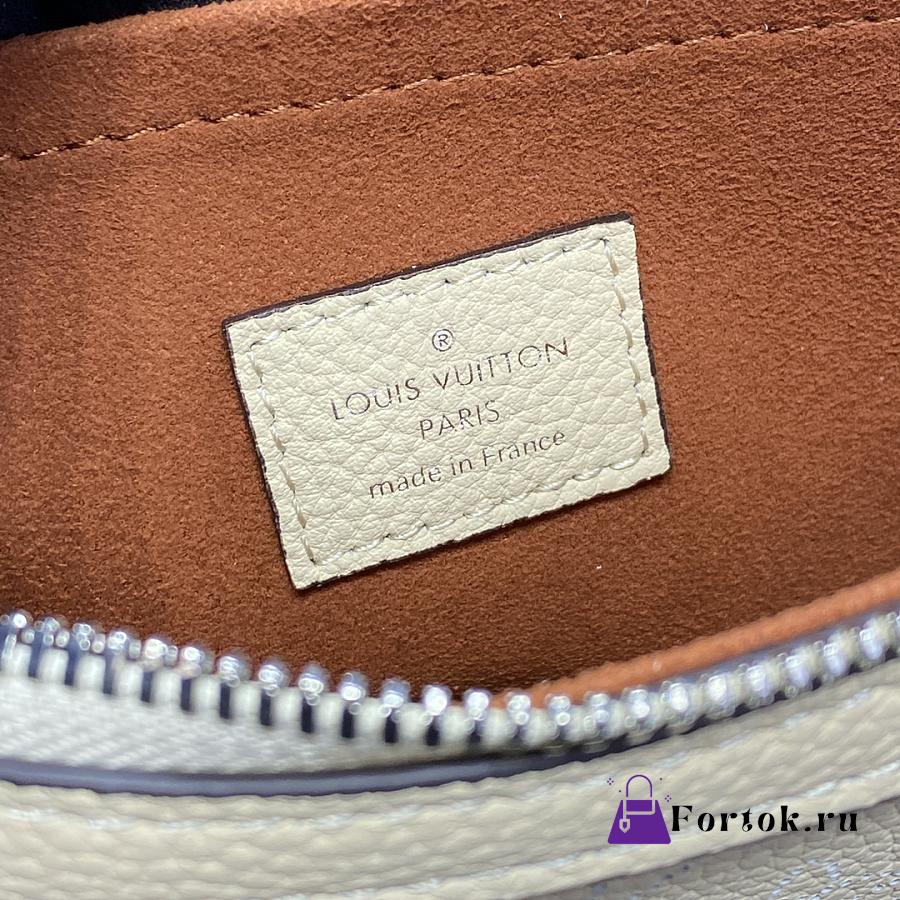 ®
LOUIS VUITTON
PARIS
made in France
Fortok.ru